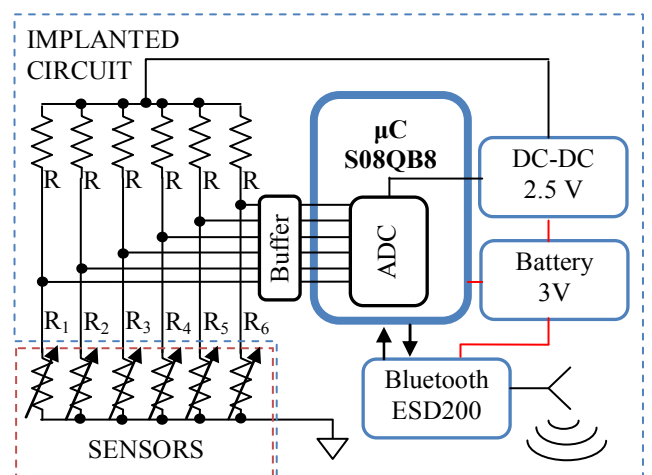 IMPLANTED
CIRCUIT
µC
S08QB8
DC-DC
2.5 V
R R R R R R
Buffer
ADC
Battery
3V
R₁ R₂ R₃ R₄ R₅ R₆
Bluetooth
ESD200
SENSORS